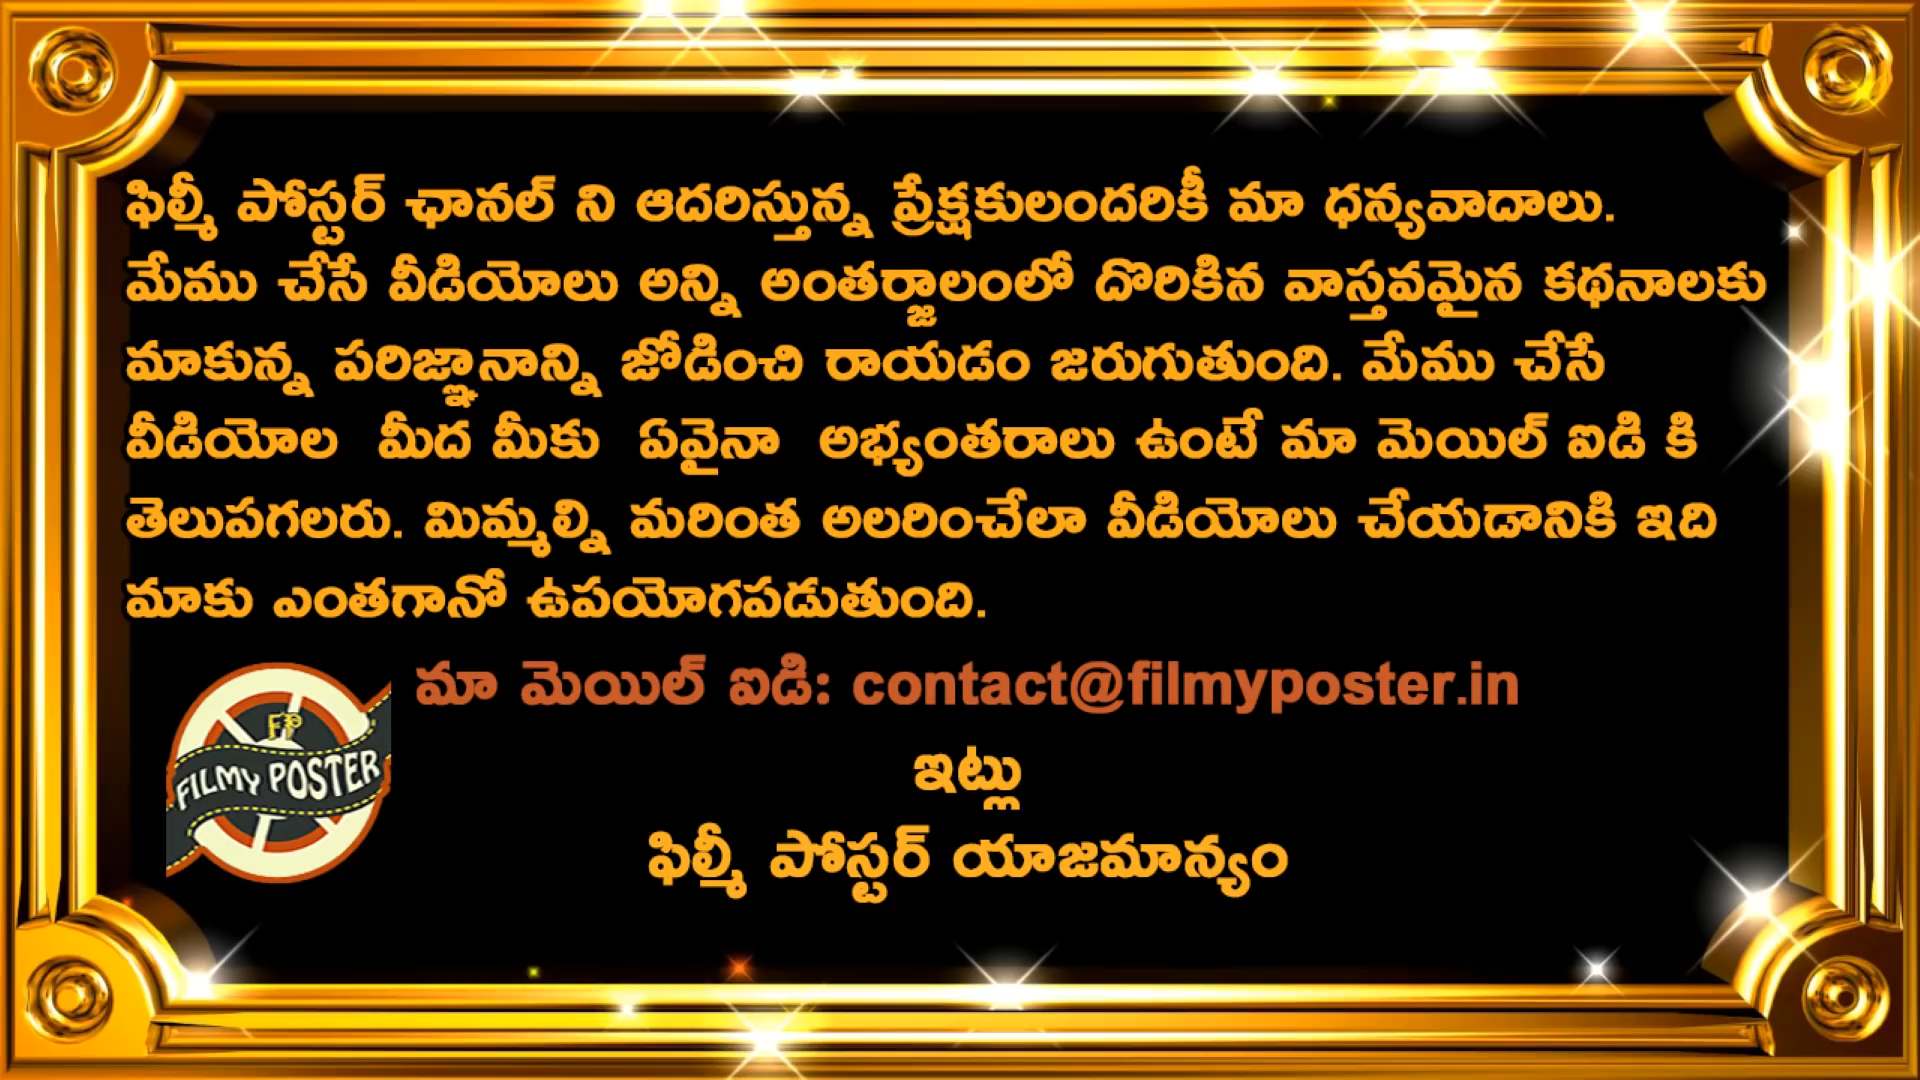 ఫిల్మీ పోస్టర్ ఛానల్ ని ఆదరిస్తున్న ప్రేక్షకులందరికీ మా ధన్యవాదాలు.
మేము చేసే వీడియోలు అన్ని అంతర్జాలంలో దొరికిన వాస్తవమైన కథనాలకు
మాకున్న పరిజ్ఞానాన్ని జోడించి రాయడం జరుగుతుంది. మేము చేసే
వీడియోల మీద మీకు ఏవైనా అభ్యంతరాలు ఉంటే మా మెయిల్ ఐడి కి
తెలుపగలరు. మిమ్మల్ని మరింత అలరించేలా వీడియోలు చేయడానికి ఇది
మాకు ఎంతగానో ఉపయోగపడుతుంది.
మా మెయిల్ ఐడి: contact@filmyposter.in
FP
FILMY POSTER
ఇట్లు
ఫిల్మీ పోస్టర్ యాజమాన్యం